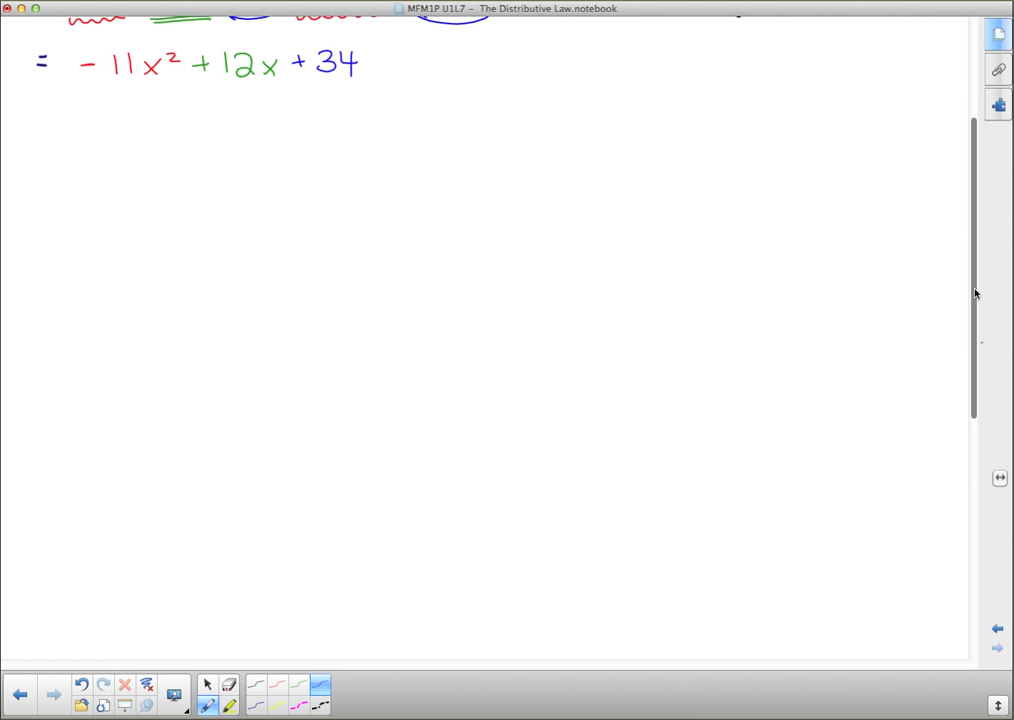 MFM1P U1L7 – The Distributive Law.notebook
= - 11x² + 12x + 34